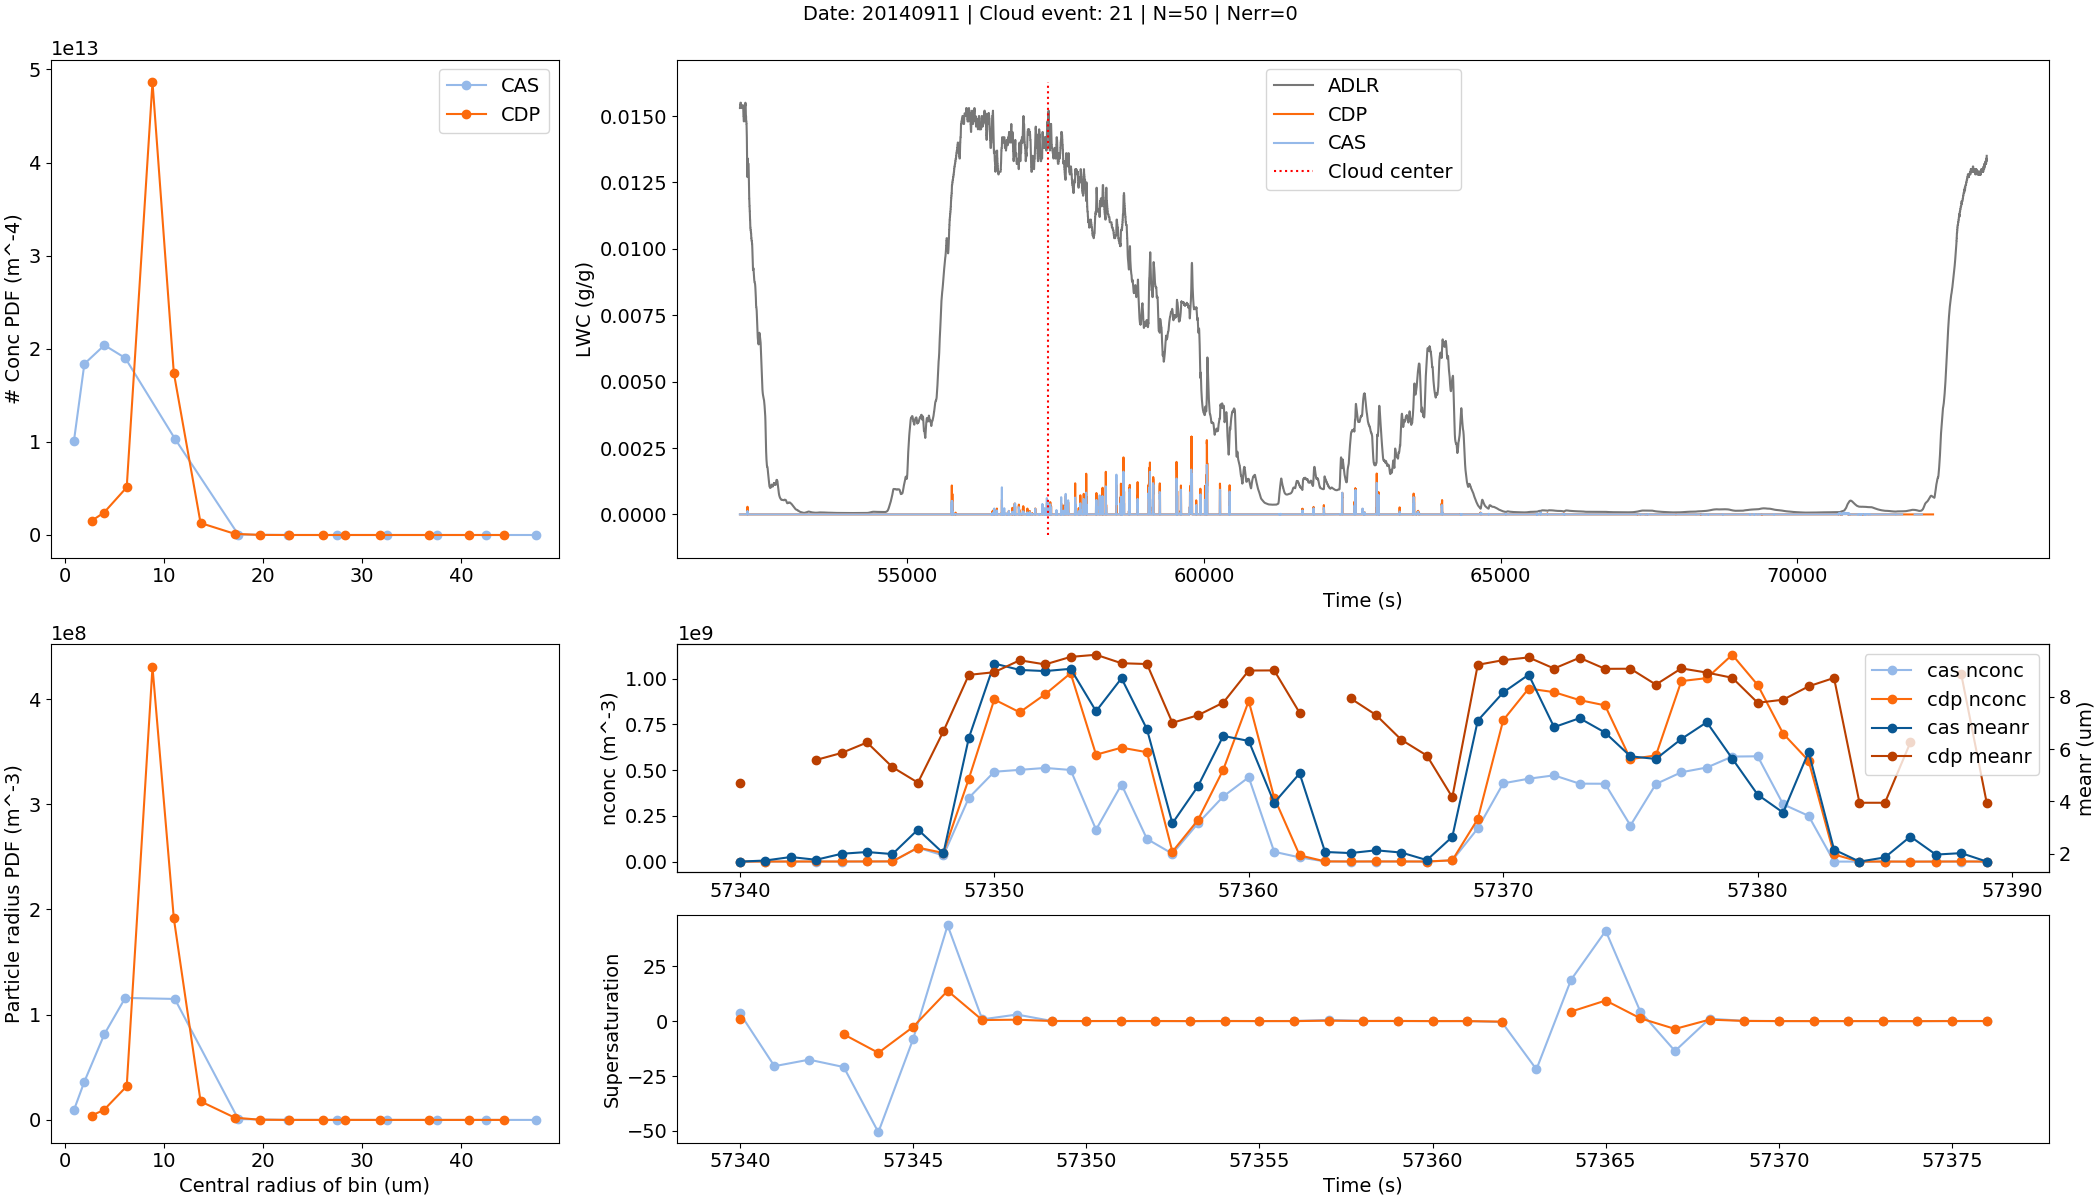 Date: 20140911 | Cloud event: 21 | N=50 | Nerr=0
1e13
# Conc PDF (m^-4)
5
4
3
2
1
0
0 10 20 30 40
CAS
CDP
LWC (g/g)
0.0150
0.0125
0.0100
0.0075
0.0050
0.0025
0.0000
55000 60000 65000 70000
Time (s)
ADLR
CDP
CAS
Cloud center
1e8
Particle radius PDF (m^-3)
4
3
2
1
0
0 10 20 30 40
Central radius of bin (um)
1e9
nconc (m^-3)
1.00
0.75
0.50
0.25
0.00
57340 57350 57360 57370 57380 57390
cas nconc
cdp nconc
cas meanr
cdp meanr
8
6
4
2
meanr (um)
Supersaturation
25
0
−25
−50
57340 57345 57350 57355 57360 57365 57370 57375
Time (s)